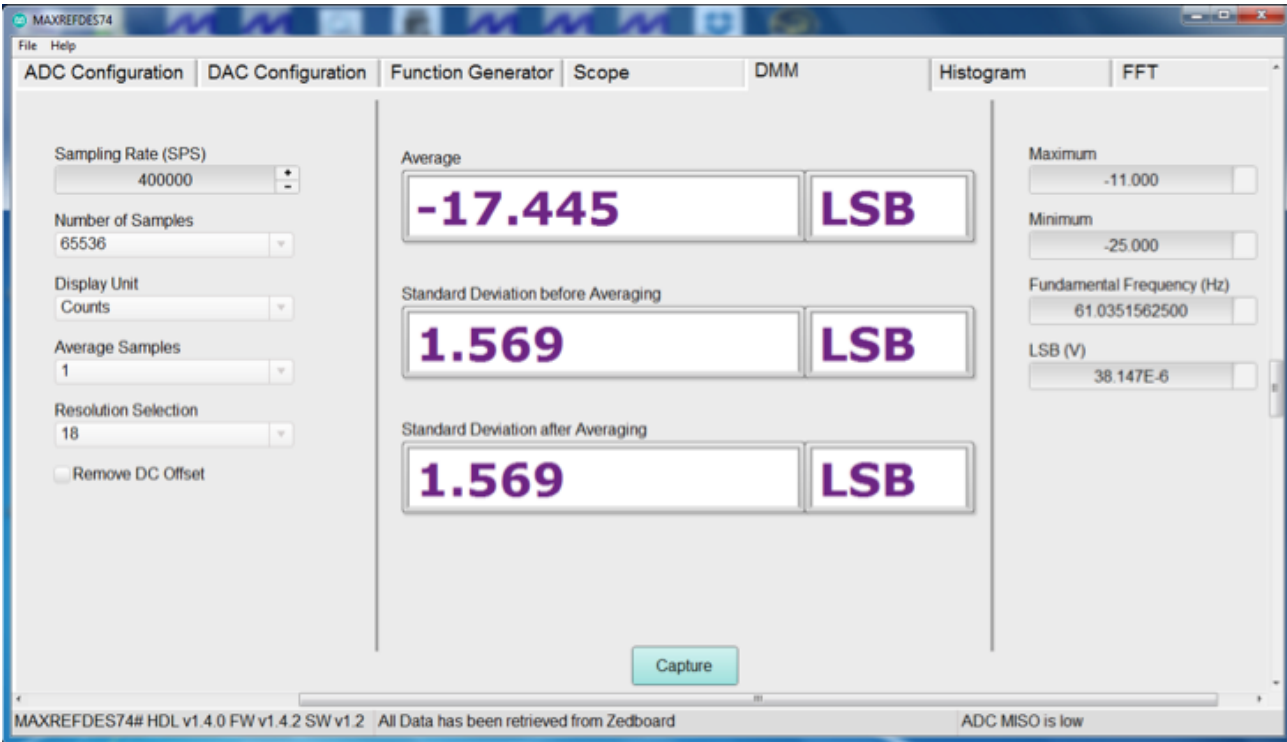 MAXREFDES74
File Help
ADC Configuration DAC Configuration Function Generator Scope DMM Histogram FFT
Sampling Rate (SPS)
400000
Number of Samples
65536
Display Unit
Counts
Average Samples
1
Resolution Selection
18
Remove DC Offset
Average
-17.445 LSB
Standard Deviation before Averaging
1.569 LSB
Standard Deviation after Averaging
1.569 LSB
Capture
Maximum
-11.000
Minimum
-25.000
Fundamental Frequency (Hz)
61.0351562500
LSB (V)
38.147E-6
MAXREFDES74# HDL v1.4.0 FW v1.4.2 SW v1.2 All Data has been retrieved from Zedboard ADC MISO is low